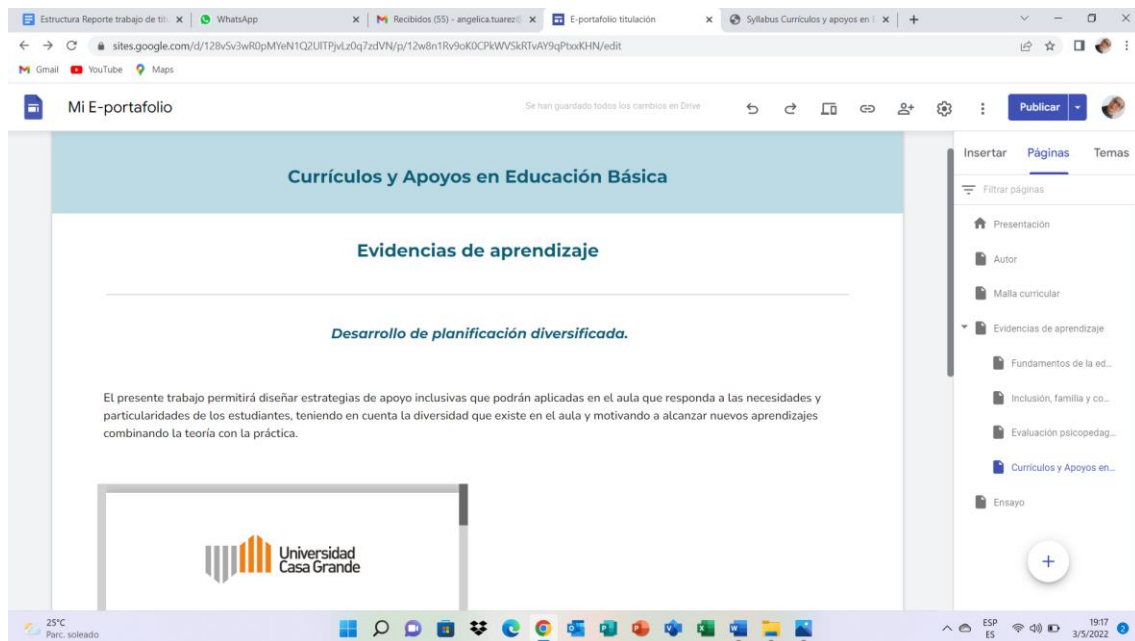 Estructura Reporte trabajo de titu
WhatsApp
Recibidos (55) - angelica.tuarez@
E-portafolio titulación
Syllabus Currículos y apoyos en E
sites.google.com/d/128vSv3wR0pMYeN1Q2UlTPjvLz0q7zdVN/p/12w8n1Rv9oK0CPkWVSkRTvAY9qPtxxKHN/edit
Gmail
YouTube
Maps
Mi E-portafolio
Se han guardado todos los cambios en Drive
Publicar
Insertar
Páginas
Temas
Filtrar páginas
Presentación
Autor
Malla curricular
Evidencias de aprendizaje
Fundamentos de la ed...
Inclusión, familia y co...
Evaluación psicopedag...
Currículos y Apoyos en...
Ensayo
Currículos y Apoyos en Educación Básica
Evidencias de aprendizaje
Desarrollo de planificación diversificada.
El presente trabajo permitirá diseñar estrategias de apoyo inclusivas que podrán aplicadas en el aula que responda a las necesidades y
particularidades de los estudiantes, teniendo en cuenta la diversidad que existe en el aula y motivando a alcanzar nuevos aprendizajes
combinando la teoría con la práctica.
Universidad
Casa Grande
25°C
Parc. soleado
ESP
ES
19:17
3/5/2022
2